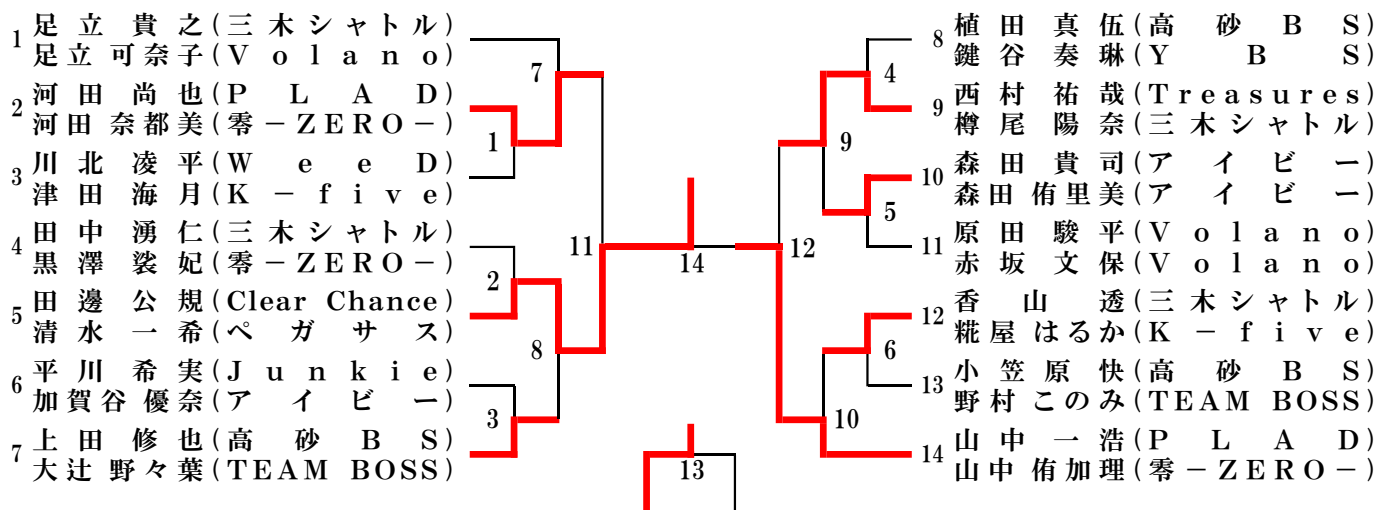 1 足立 貴之(三木シャトル)
足立 可奈子(Volano)
2 河田 尚也(PLAD)
河田 奈都美(零－ZERO－)
3 川北 凌平(WeeD)
津田 海月(K－five)
4 田中 湧仁(三木シャトル)
黒澤 裟妃(零－ZERO－)
5 田邊 公規(Clear Chance)
清水 一希(ペガサス)
6 平川 希実(Junkie)
加賀谷 優奈(アイビー)
7 上田 修也(高砂BS)
大辻 野々葉(TEAM BOSS)
7
1
2
8
3
11
14
13
12
4
9
5
6
10
8 植田 真伍(高砂BS)
鍵谷 奏琳(YBS)
9 西村 祐哉(Treasures)
樽尾 陽奈(三木シャトル)
10 森田 貴司(アイビー)
森田 侑里美(アイビー)
11 原田 駿平(Volano)
赤坂 文保(Volano)
12 香山 透(三木シャトル)
糀屋 はるか(K－five)
13 小笠原 快(高砂BS)
野村 このみ(TEAM BOSS)
14 山中 一浩(PLAD)
山中 侑加理(零－ZERO－)